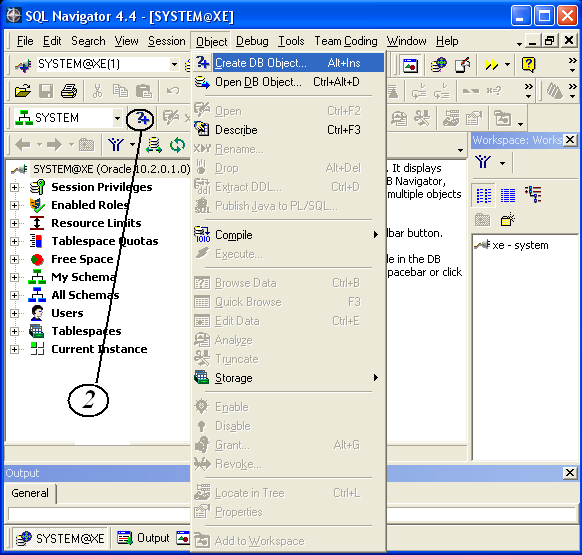 SQL Navigator 4.4 - [SYSTEM@XE]
File Edit Search View Session Object Debug Tools Team Coding Window Help
SYSTEM@XE(1)
SYSTEM
SYSTEM@XE (Oracle 10.2.0.1.0)
Session Privileges
Enabled Roles
Resource Limits
Tablespace Quotas
Free Space
My Schema
All Schemas
Users
Tablespaces
Current Instance
2
Create DB Object... Alt+Ins
Open DB Object... Ctrl+Alt+D
Open Ctrl+F2
Describe Ctrl+F3
Rename...
Drop Alt+Del
Extract DDL... Ctrl+D
Publish Java to PL/SQL...
Compile
Execute...
Browse Data Ctrl+B
Quick Browse F3
Edit Data Ctrl+E
Analyze
Truncate
Storage
Enable
Disable
Grant... Alt+G
Revoke...
Locate in Tree Ctrl+L
Properties
Add to Workspace
. It displays
B Navigator,
multiple objects
bar button.
le in the DB
spacebar or click
Workspace: Works
xe - system
Output
General
SYSTEM@XE Output